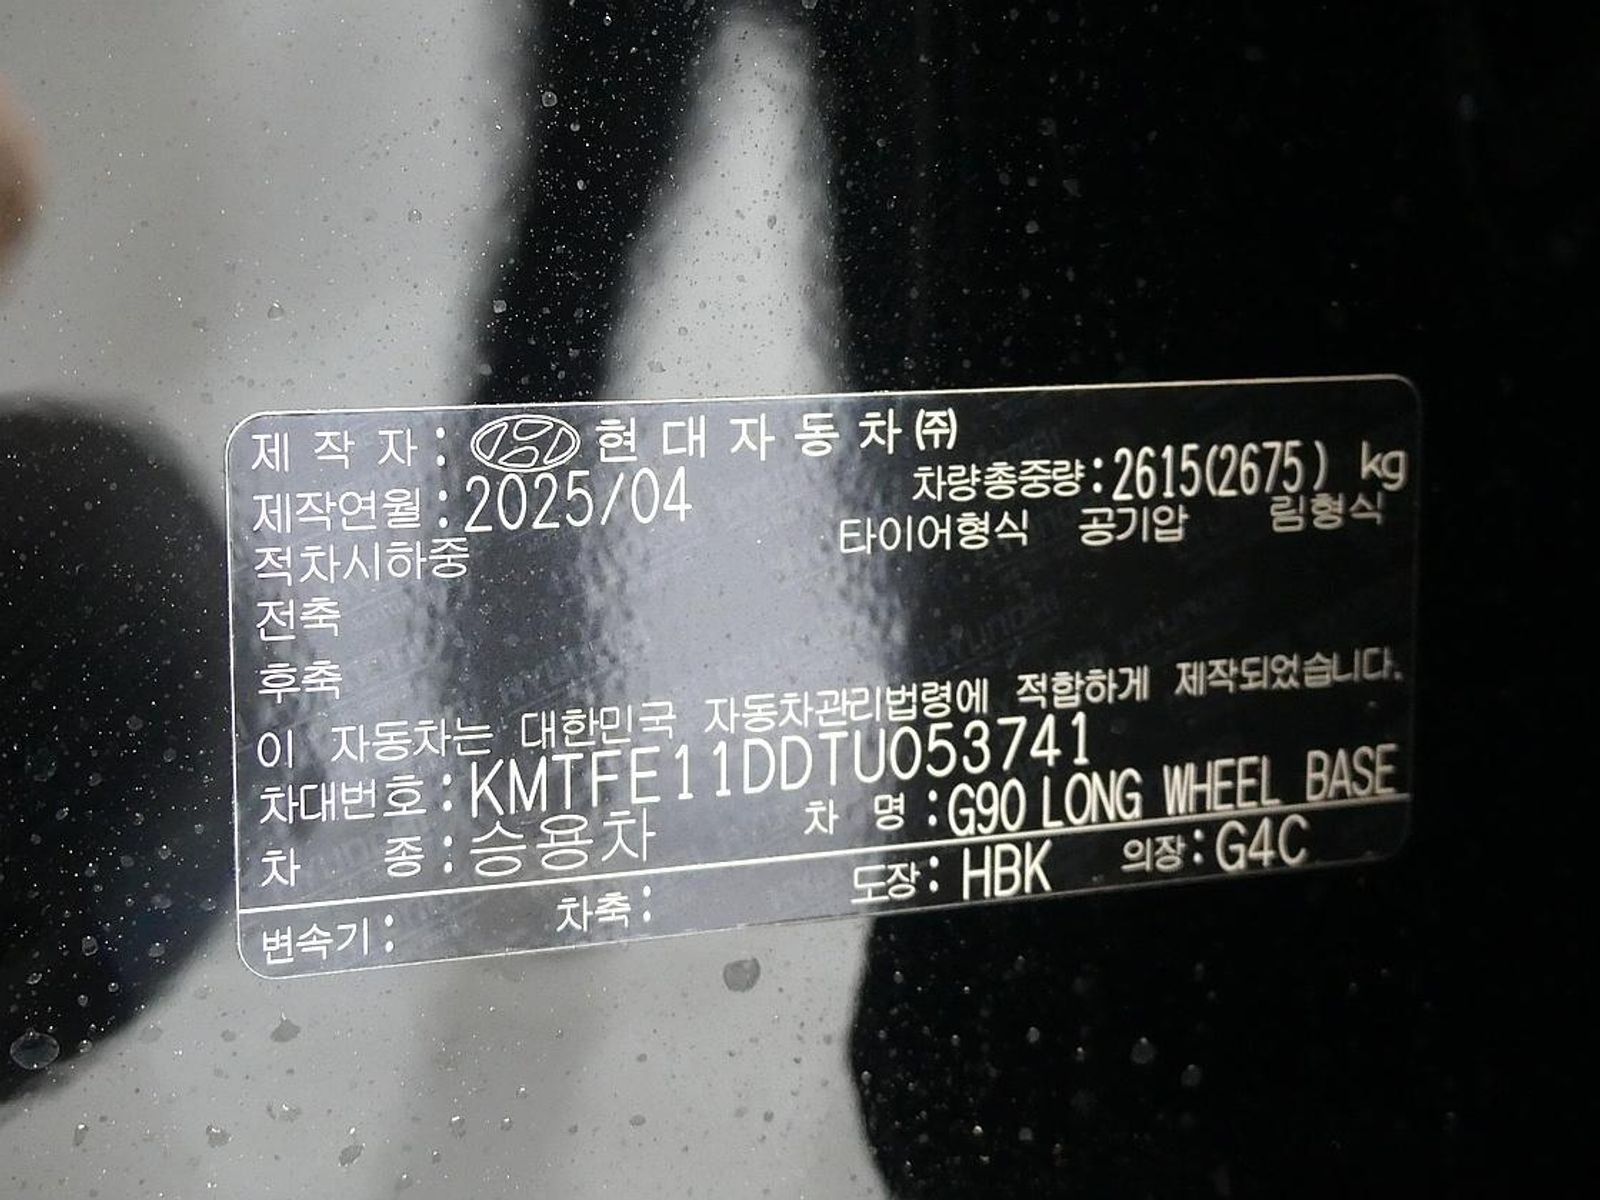 제 작 자 : 현대자동차㈜
제작연월 : 2025/04 차량총중량 : 2615(2675) kg
적차시하중 타이어형식 공기압 림형식
전축
후축
이 자동차는 대한민국 자동차관리법령에 적합하게 제작되었습니다.
차대번호 : KMTFE11DDTU053741
차 종 : 승용차 차 명 : G90 LONG WHEEL BASE
변속기 : 차축 : 도장 : HBK 의장 : G4C